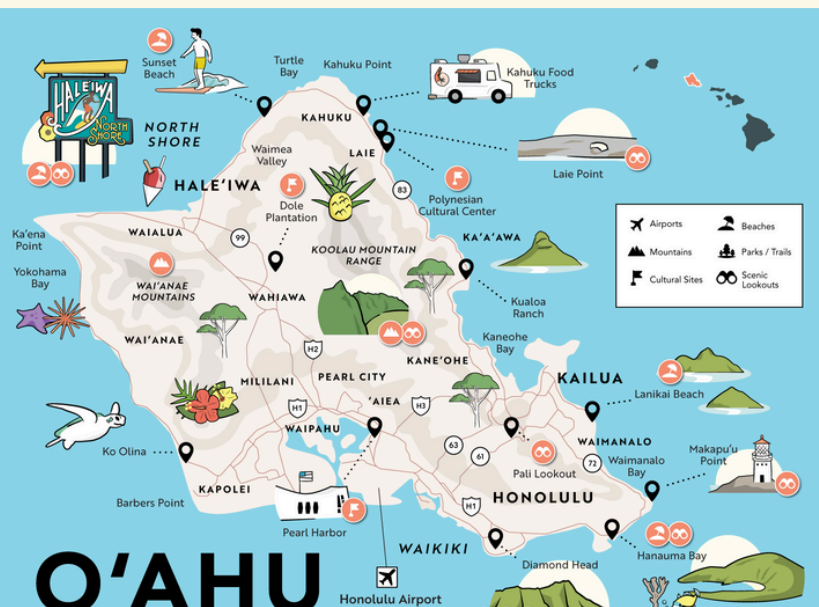 Sunset
Beach
Turtle
Bay
Kahuku Point
Kahuku Food
Trucks
HALEIWA
NORTH
SHORE
NORTH
SHORE
KAHUKU
LAIE
Laie Point
Waimea
Valley
HALE'IWA
Dole
Plantation
83
Polynesian
Cultural Center
Airports
Beaches
Mountains
Parks / Trails
Cultural Sites
Scenic
Lookouts
Ka'ena
Point
WAIALUA
99
KOOLAU MOUNTAIN
RANGE
KA'A'AWA
Yokohama
Bay
WAI'ANAE
MOUNTAINS
WAHIAWA
Kualoa
Ranch
WAI'ANAE
H2
Kaneohe
Bay
KANE'OHE
MILILANI
PEARL CITY
KAILUA
Lanikai Beach
H1
'AIEA
H3
WAIPAHU
Ko Olina
63
61
Pali Lookout
WAIMANALO
72
Waimanalo
Bay
Makapu'u
Point
KAPOLEI
Barbers Point
HONOLULU
H1
Pearl Harbor
WAIKIKI
Diamond Head
Hanauma Bay
O'AHU
Honolulu Airport